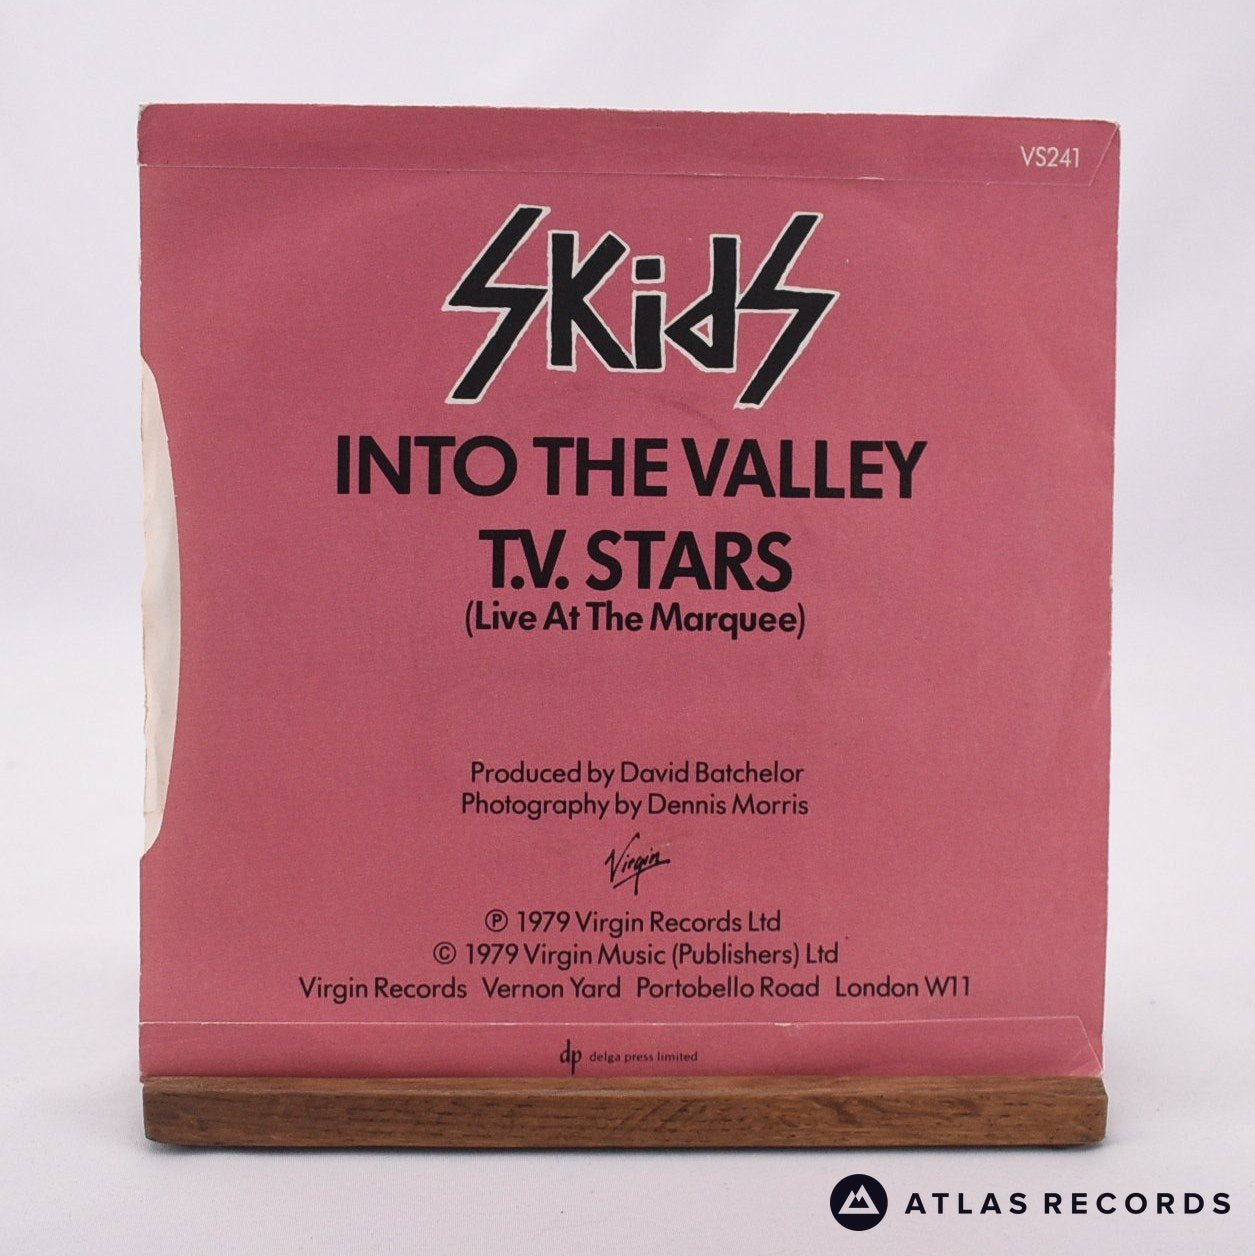 VS241
SKidS
INTO THE VALLEY
T.V. STARS
(Live At The Marquee)
Produced by David Batchelor
Photography by Dennis Morris
Virgin
℗ 1979 Virgin Records Ltd
© 1979 Virgin Music (Publishers) Ltd
Virgin Records Vernon Yard Portobello Road London W11
dp delga press limited
ATLAS RECORDS